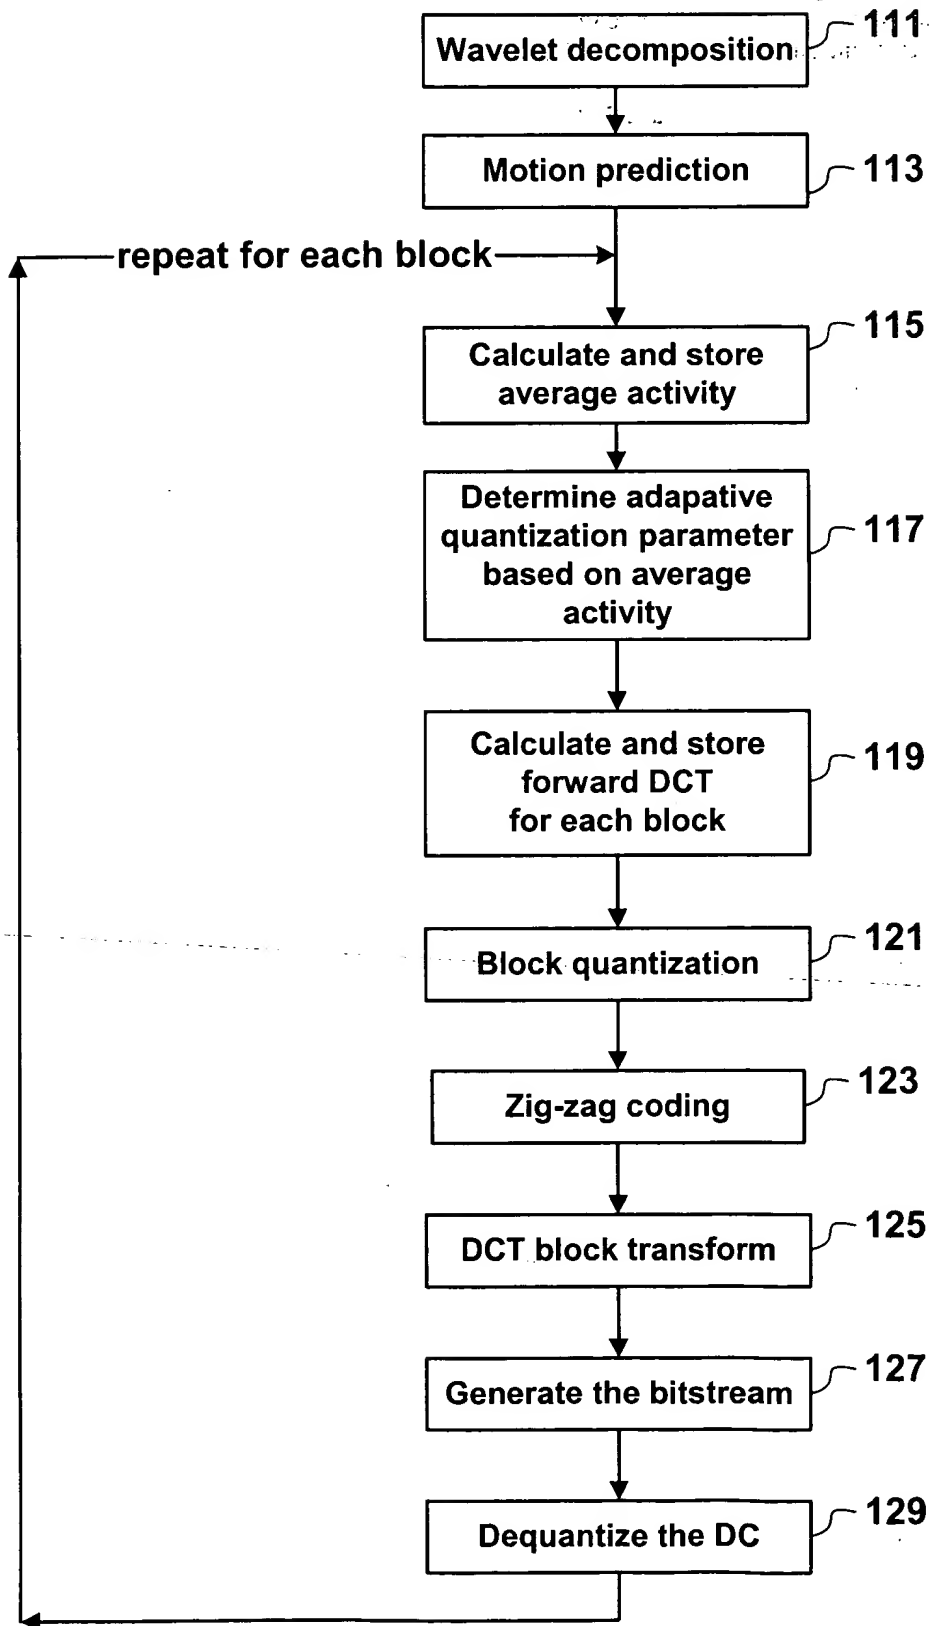 111
Wavelet decomposition
113
Motion prediction
repeat for each block
115
Calculate and store
average activity
Determine adapative
quantization parameter
based on average
activity
117
Calculate and store
forward DCT
for each block
119
121
Block quantization
123
Zig-zag coding
125
DCT block transform
127
Generate the bitstream
129
Dequantize the DC